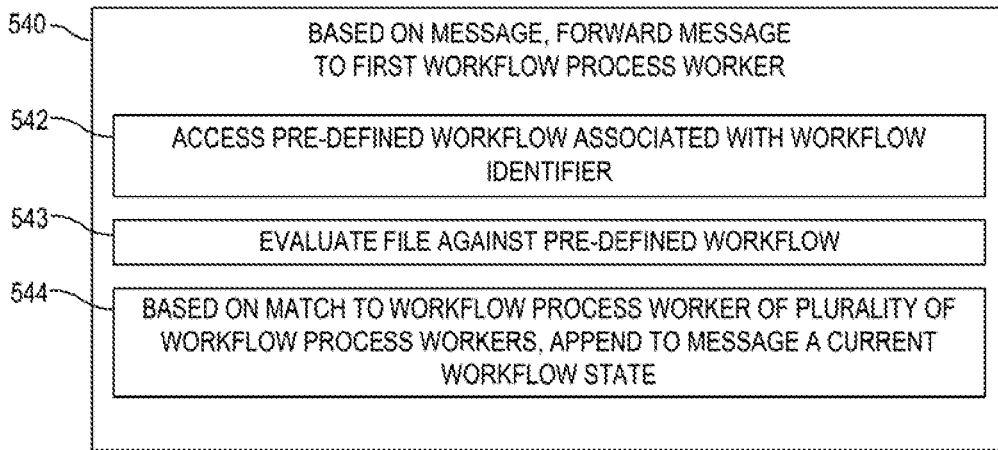 540
BASED ON MESSAGE, FORWARD MESSAGE
TO FIRST WORKFLOW PROCESS WORKER
542
ACCESS PRE-DEFINED WORKFLOW ASSOCIATED WITH WORKFLOW
IDENTIFIER
543
EVALUATE FILE AGAINST PRE-DEFINED WORKFLOW
544
BASED ON MATCH TO WORKFLOW PROCESS WORKER OF PLURALITY OF
WORKFLOW PROCESS WORKERS, APPEND TO MESSAGE A CURRENT
WORKFLOW STATE